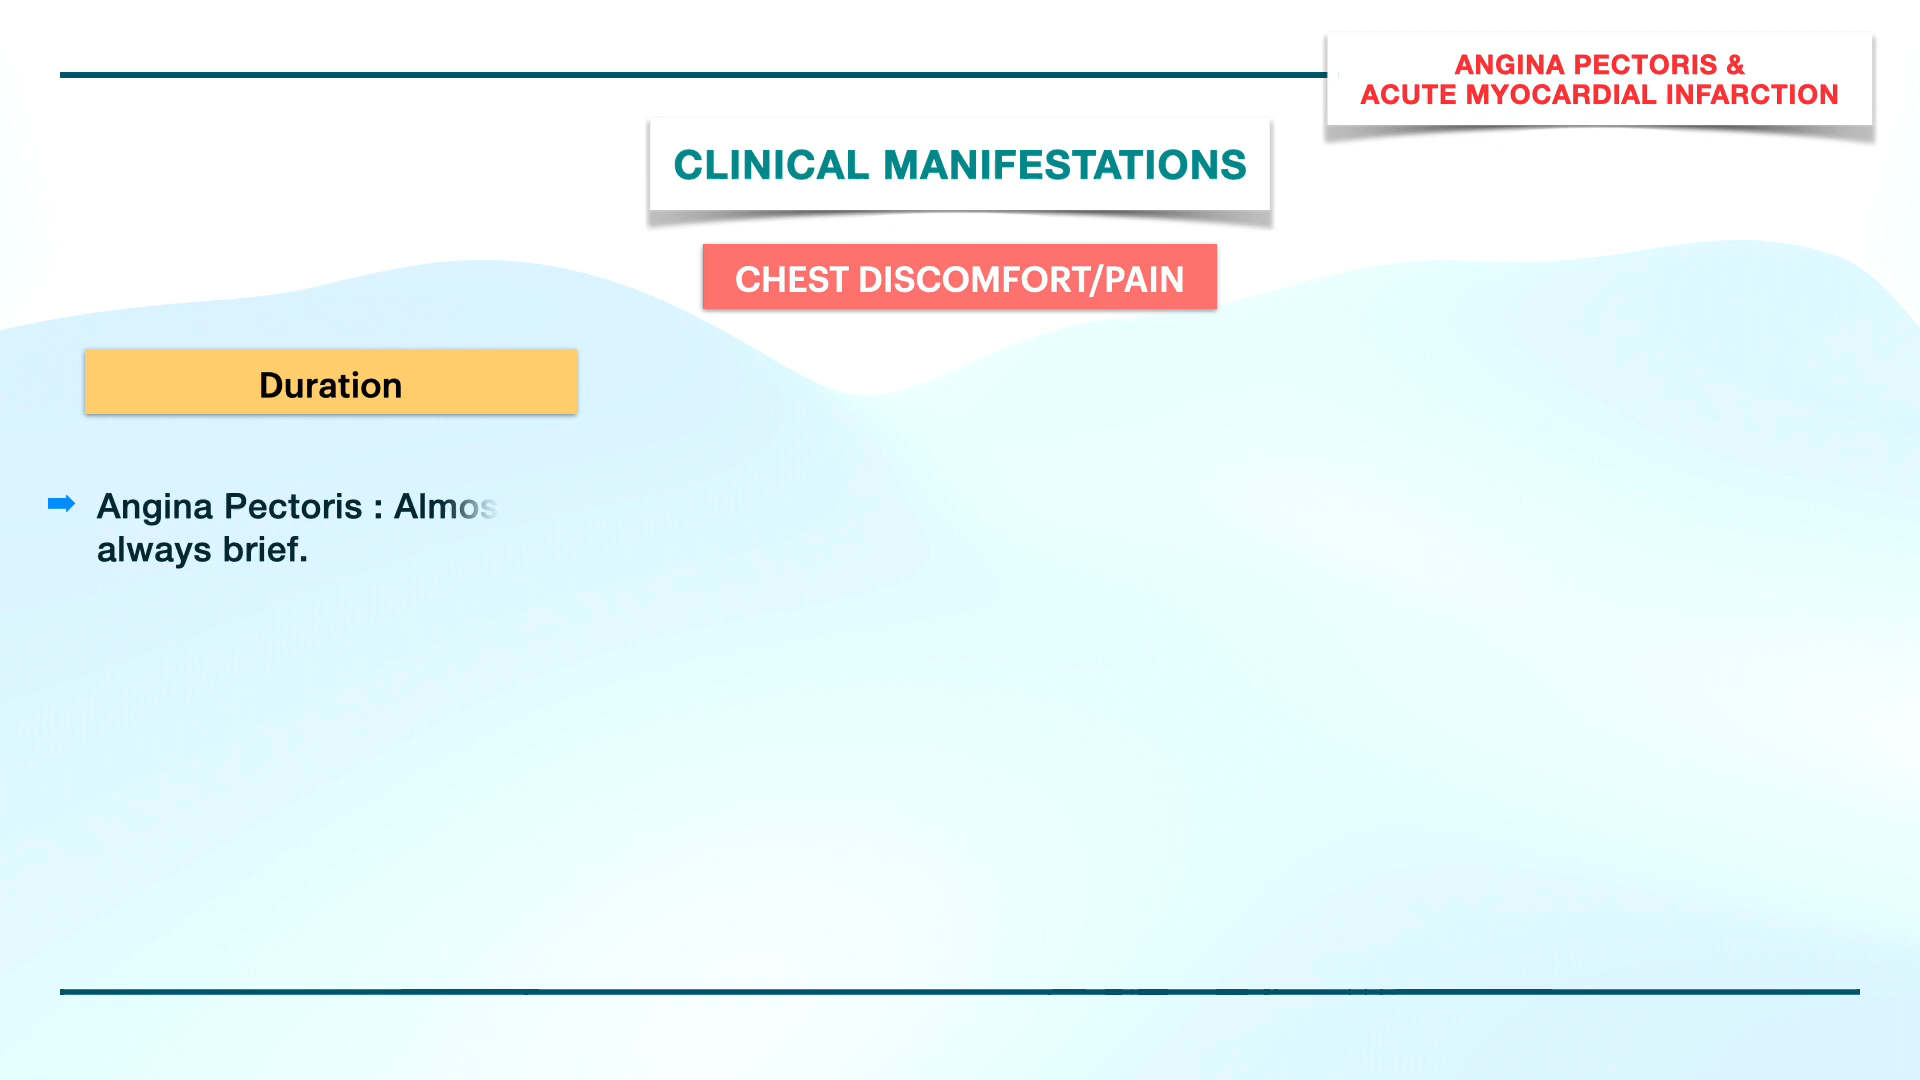 ANGINA PECTORIS &
ACUTE MYOCARDIAL INFARCTION
CLINICAL MANIFESTATIONS
CHEST DISCOMFORT/PAIN
Duration
Angina Pectoris : Almos
always brief.